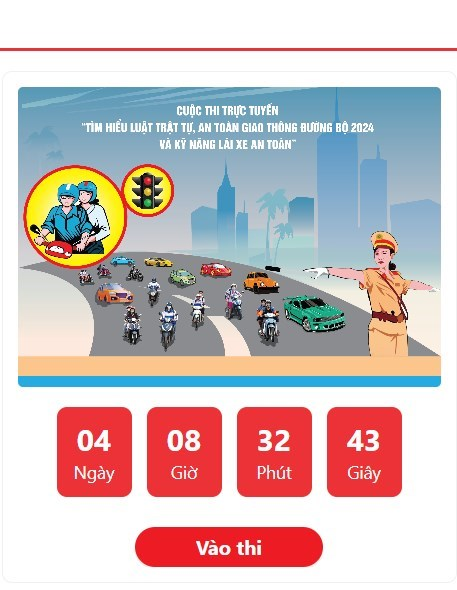 CUỘC THI TRỰC TUYẾN
"TÌM HIỂU LUẬT TRẬT TỰ, AN TOÀN GIAO THÔNG ĐƯỜNG BỘ 2024
VÀ KỸ NĂNG LÁI XE AN TOÀN"
04 08 32 43
Ngày Giờ Phút Giây
Vào thi